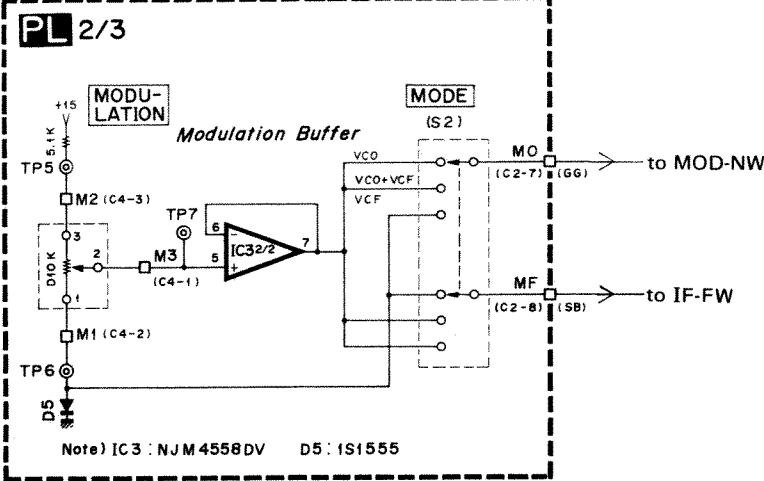 PL 2/3
MODU-
LATION
MODE
(S2)
+15
5.1K
Modulation Buffer
TP5
M2 (C4-3)
VCO
VCO+VCF
VCF
MO
(C2-7) (GG)
to MOD-NW
TP7
3
2
D10K
1
M3
(C4-1)
6
-
IC3 2/2
7
5
+
MF
(C2-8) (SB)
to IF-FW
M1 (C4-2)
TP6
D5
Note) IC3 : NJM4558DV D5 : 1S1555